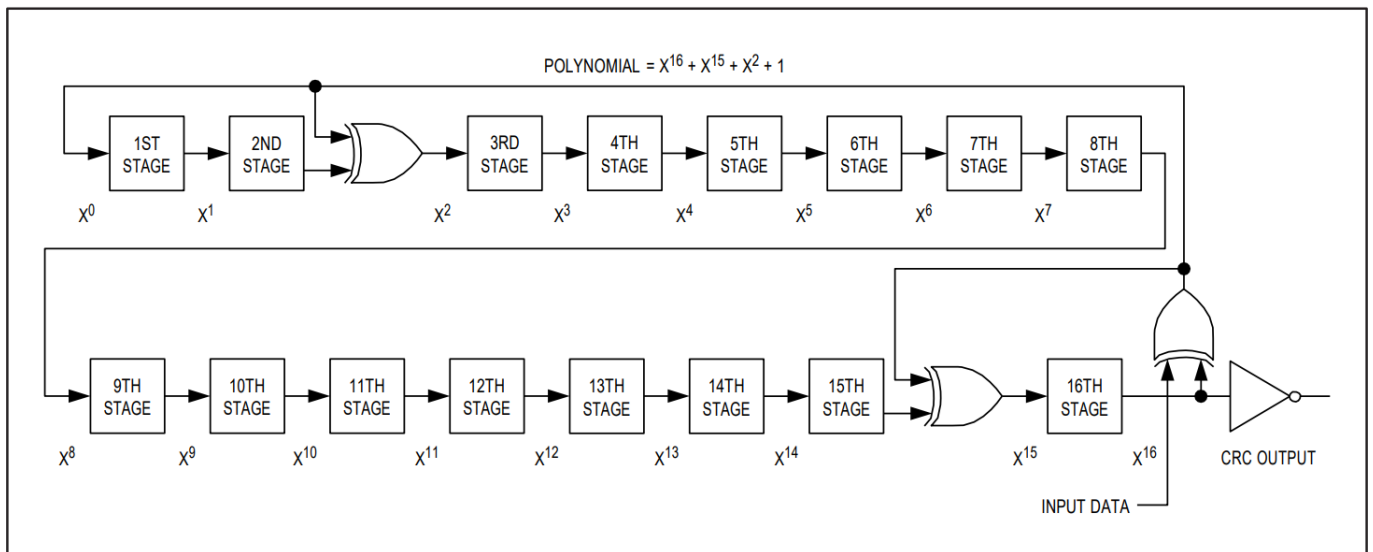 POLYNOMIAL = X¹⁶ + X¹⁵ + X² + 1
1ST STAGE
2ND STAGE
3RD STAGE
4TH STAGE
5TH STAGE
6TH STAGE
7TH STAGE
8TH STAGE
X⁰ X¹ X² X³ X⁴ X⁵ X⁶ X⁷
9TH STAGE
10TH STAGE
11TH STAGE
12TH STAGE
13TH STAGE
14TH STAGE
15TH STAGE
16TH STAGE
X⁸ X⁹ X¹⁰ X¹¹ X¹² X¹³ X¹⁴ X¹⁵ X¹⁶ CRC OUTPUT
INPUT DATA